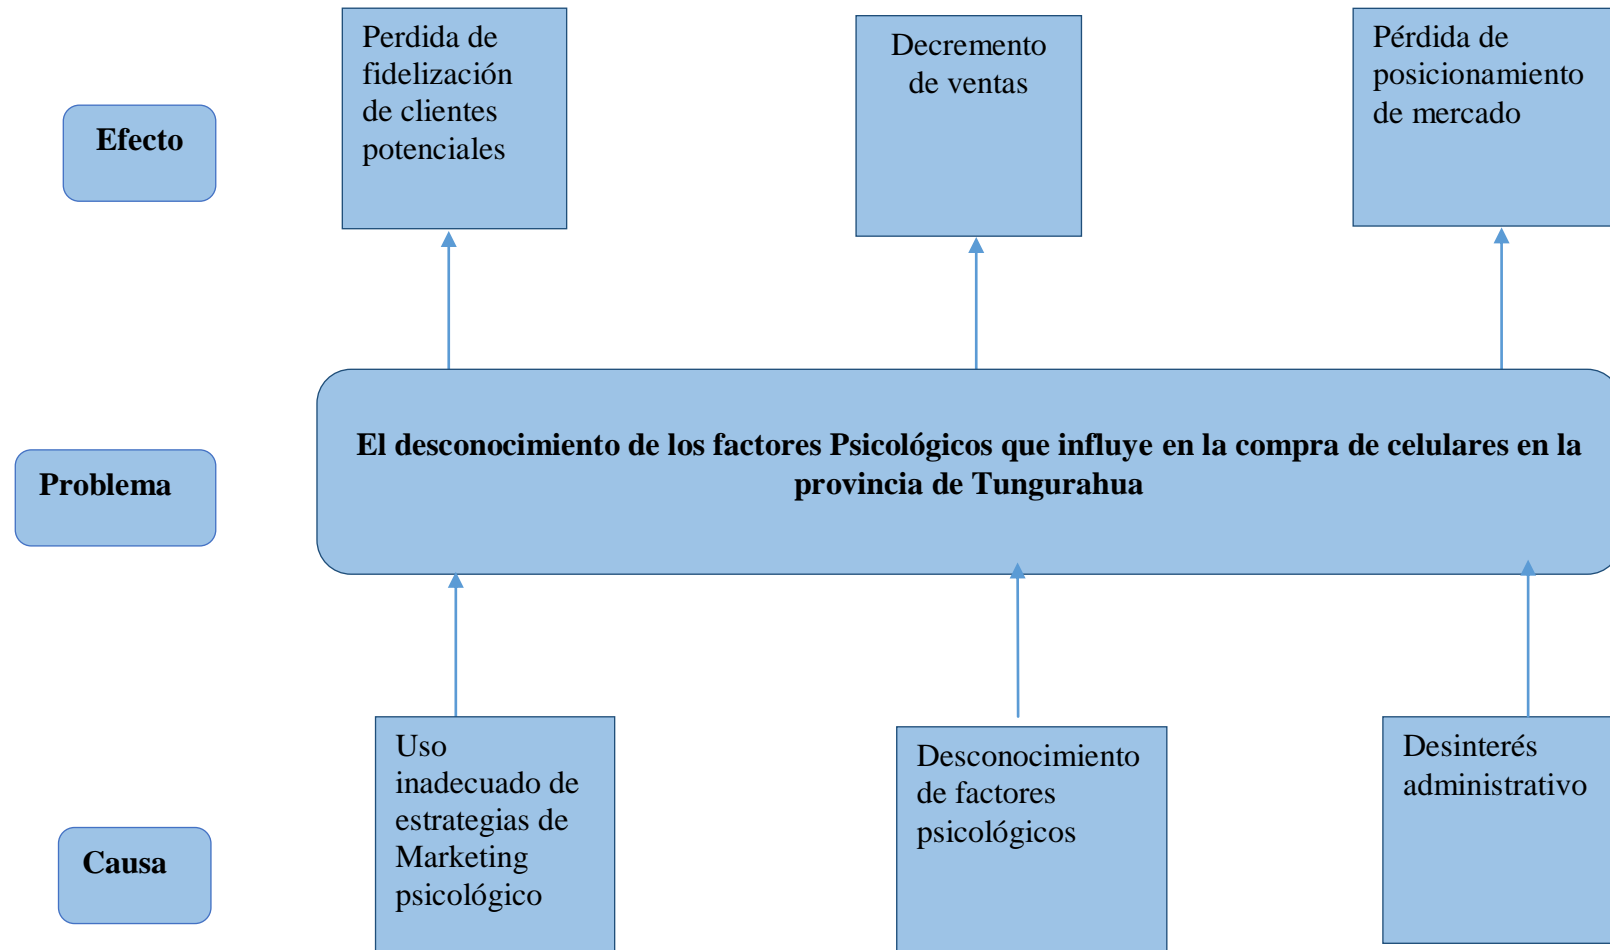 Perdida de
fidelización
de clientes
potenciales
Decremento
de ventas
Pérdida de
posicionamiento
de mercado
Efecto
El desconocimiento de los factores Psicológicos que influye en la compra de celulares en la
provincia de Tungurahua
Problema
Uso
inadecuado de
estrategias de
Marketing
psicológico
Desconocimiento
de factores
psicológicos
Desinterés
administrativo
Causa